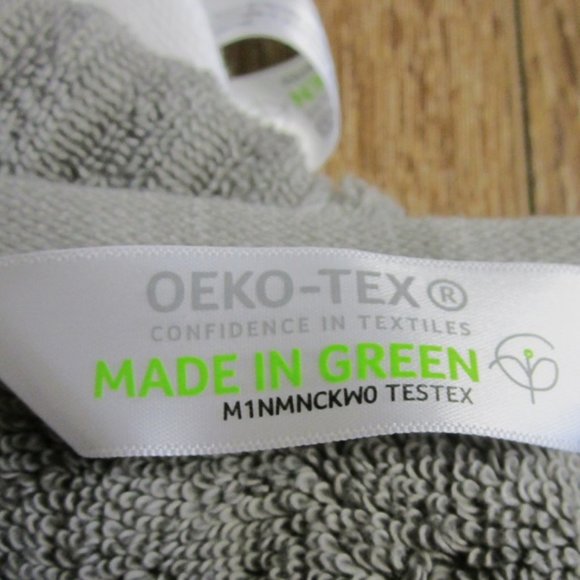 OEKO-TEX®
CONFIDENCE IN TEXTILES
MADE IN GREEN
M1NMNCKW0 TESTEX